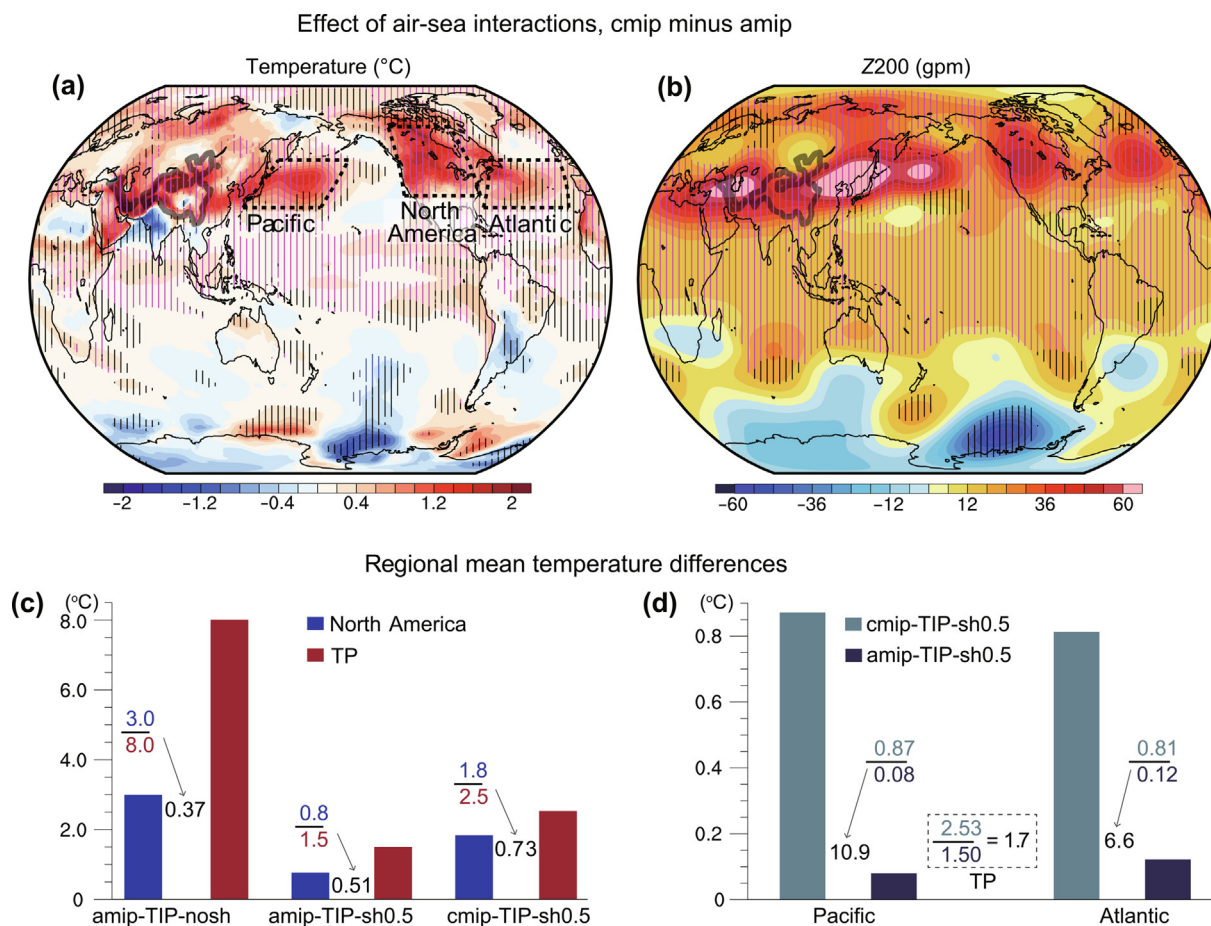 Effect of air-sea interactions, cmip minus amip
(a)
Temperature (°C)
Pacific
North
America
Atlantic
−2 −1.2 −0.4 0.4 1.2 2
(b)
Z200 (gpm)
−60 −36 −12 12 36 60
Regional mean temperature differences
(c)
(°C)
8.0
6.0
4.0
2.0
0
North America
TP
3.0
8.0
0.37
0.8
1.5
0.51
1.8
2.5
0.73
amip-TIP-nosh amip-TIP-sh0.5 cmip-TIP-sh0.5
(d)
(°C)
0.8
0.6
0.4
0.2
0
cmip-TIP-sh0.5
amip-TIP-sh0.5
0.87
0.08
10.9
2.53
1.50
= 1.7
TP
0.81
0.12
6.6
Pacific Atlantic